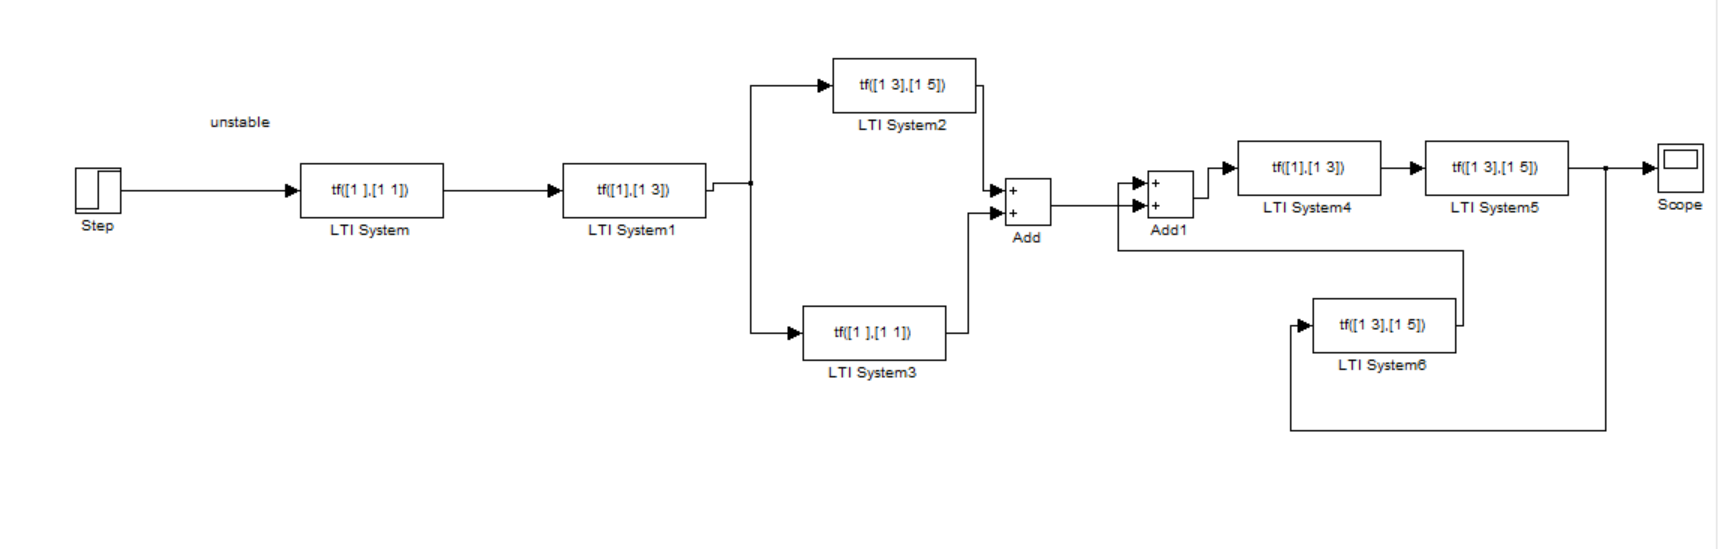 tf([1 3],[1 5])
LTI System2
unstable
tf([1 ],[1 1])
LTI System
tf([1],[1 3])
LTI System1
Step
+
+
Add
+
+
Add1
tf([1],[1 3])
LTI System4
tf([1 3],[1 5])
LTI System5
Scope
tf([1 ],[1 1])
LTI System3
tf([1 3],[1 5])
LTI System6